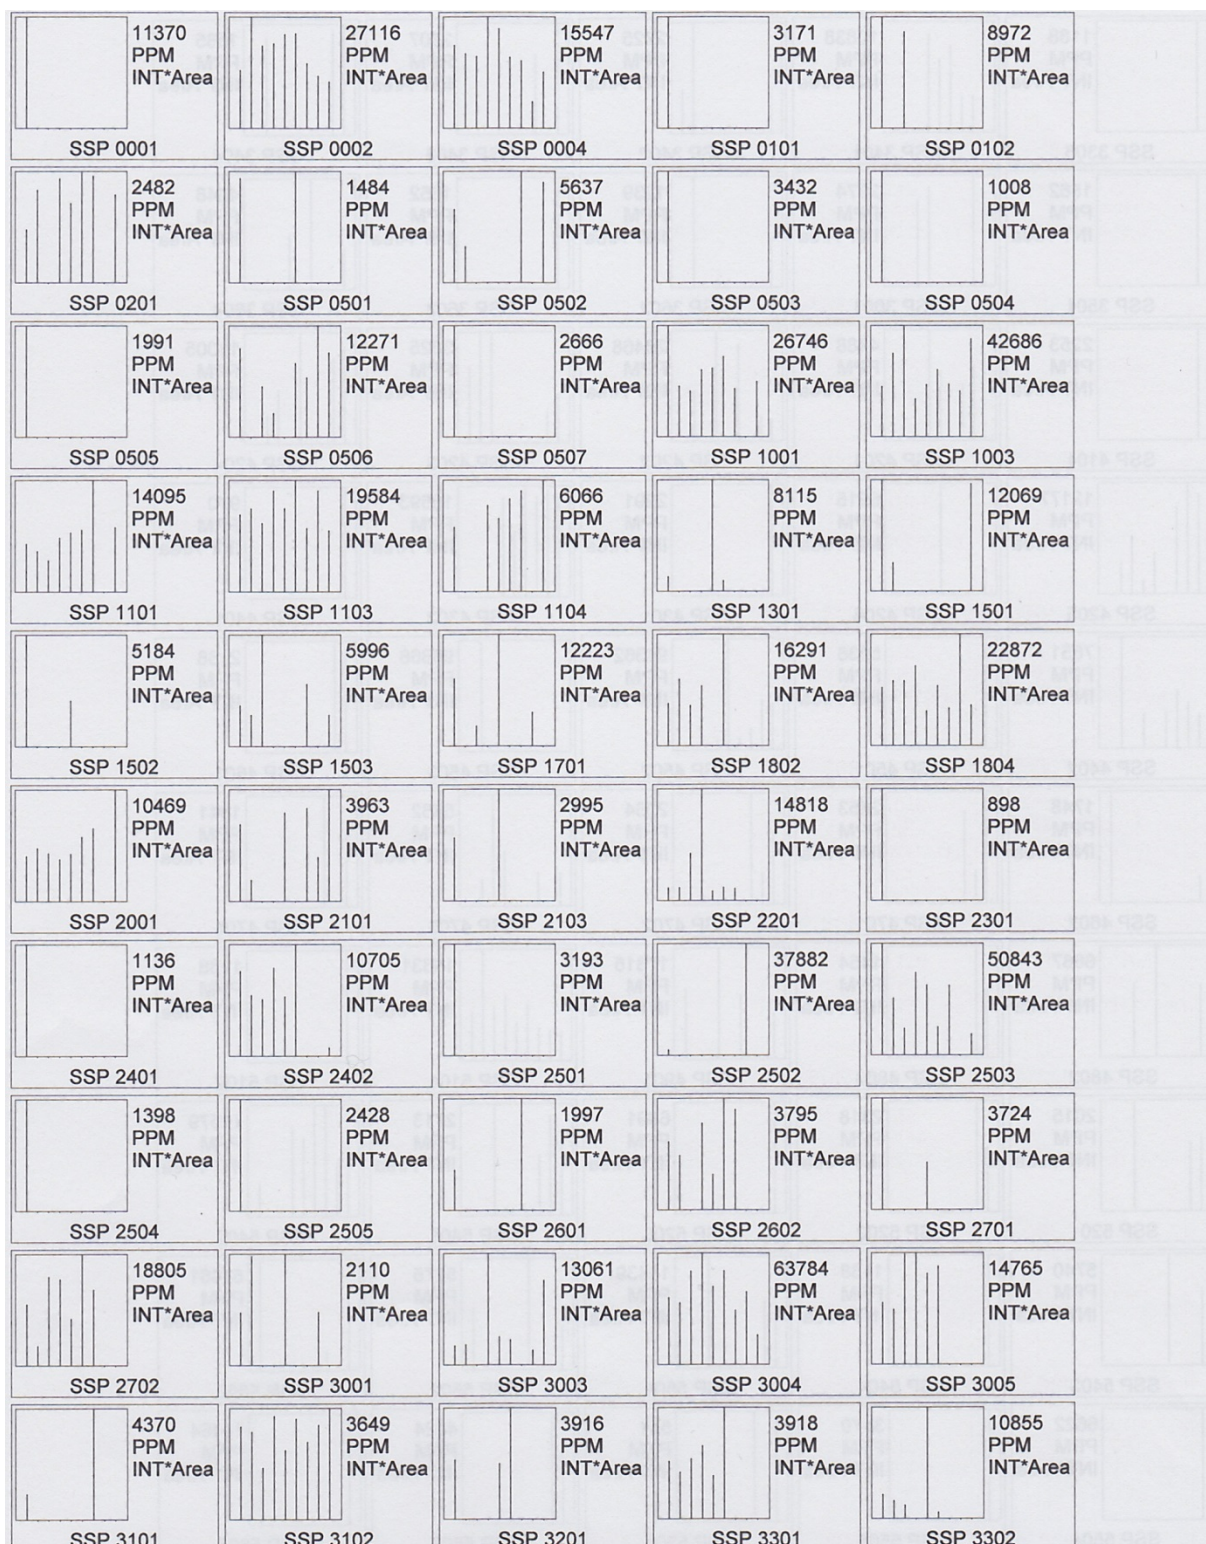 11370
PPM
INT*Area
SSP 0001
27116
PPM
INT*Area
SSP 0002
15547
PPM
INT*Area
SSP 0004
3171
PPM
INT*Area
SSP 0101
8972
PPM
INT*Area
SSP 0102
2482
PPM
INT*Area
SSP 0201
1484
PPM
INT*Area
SSP 0501
5637
PPM
INT*Area
SSP 0502
3432
PPM
INT*Area
SSP 0503
1008
PPM
INT*Area
SSP 0504
1991
PPM
INT*Area
SSP 0505
12271
PPM
INT*Area
SSP 0506
2666
PPM
INT*Area
SSP 0507
26746
PPM
INT*Area
SSP 1001
42686
PPM
INT*Area
SSP 1003
14095
PPM
INT*Area
SSP 1101
19584
PPM
INT*Area
SSP 1103
6066
PPM
INT*Area
SSP 1104
8115
PPM
INT*Area
SSP 1301
12069
PPM
INT*Area
SSP 1501
5184
PPM
INT*Area
SSP 1502
5996
PPM
INT*Area
SSP 1503
12223
PPM
INT*Area
SSP 1701
16291
PPM
INT*Area
SSP 1802
22872
PPM
INT*Area
SSP 1804
10469
PPM
INT*Area
SSP 2001
3963
PPM
INT*Area
SSP 2101
2995
PPM
INT*Area
SSP 2103
14818
PPM
INT*Area
SSP 2201
898
PPM
INT*Area
SSP 2301
1136
PPM
INT*Area
SSP 2401
10705
PPM
INT*Area
SSP 2402
3193
PPM
INT*Area
SSP 2501
37882
PPM
INT*Area
SSP 2502
50843
PPM
INT*Area
SSP 2503
1398
PPM
INT*Area
SSP 2504
2428
PPM
INT*Area
SSP 2505
1997
PPM
INT*Area
SSP 2601
3795
PPM
INT*Area
SSP 2602
3724
PPM
INT*Area
SSP 2701
18805
PPM
INT*Area
SSP 2702
2110
PPM
INT*Area
SSP 3001
13061
PPM
INT*Area
SSP 3003
63784
PPM
INT*Area
SSP 3004
14765
PPM
INT*Area
SSP 3005
4370
PPM
INT*Area
SSP 3101
3649
PPM
INT*Area
SSP 3102
3916
PPM
INT*Area
SSP 3201
3918
PPM
INT*Area
SSP 3301
10855
PPM
INT*Area
SSP 3302